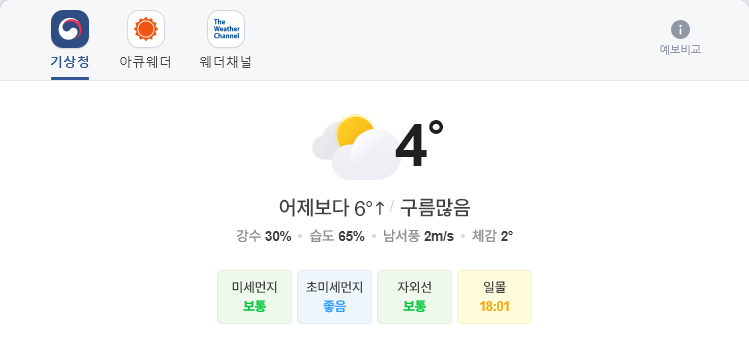 The
Weather
Channel
기상청
아큐웨더
웨더채널
예보비교
4°
어제보다 6°↑ / 구름많음
강수 30% • 습도 65% • 남서풍 2m/s • 체감 2°
미세먼지
보통
초미세먼지
좋음
자외선
보통
일몰
18:01